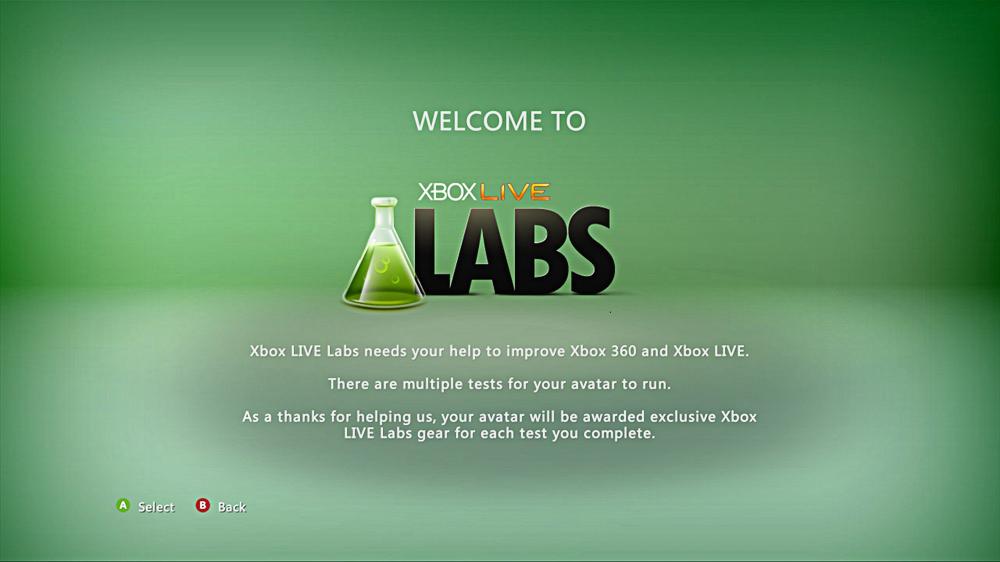 WELCOME TO
XBOX LIVE
LABS
Xbox LIVE Labs needs your help to improve Xbox 360 and Xbox LIVE.
There are multiple tests for your avatar to run.
As a thanks for helping us, your avatar will be awarded exclusive Xbox
LIVE Labs gear for each test you complete.
A Select B Back